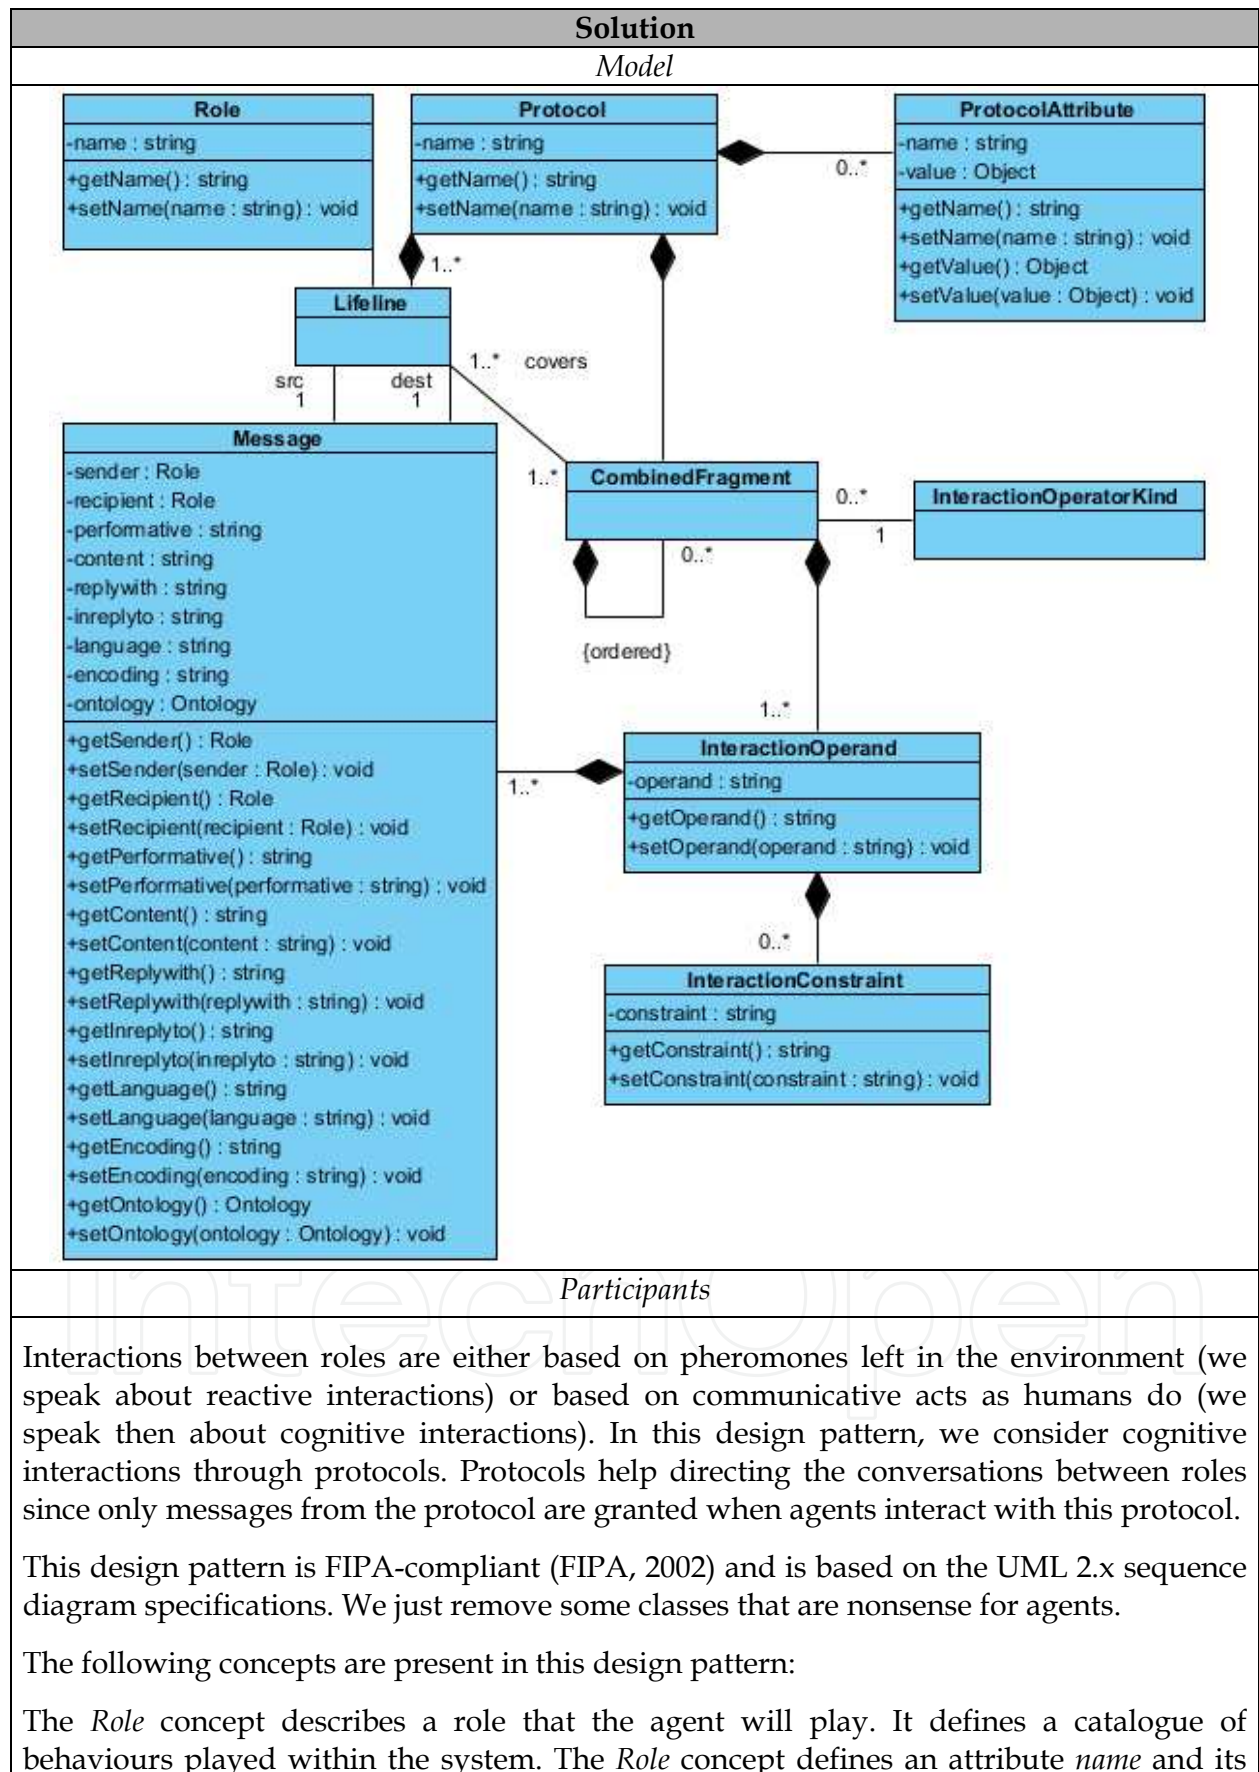 Solution
Model
Role
-name : string
+getName() : string
+setName(name : string) : void
Protocol
-name : string
+getName() : string
+setName(name : string) : void
ProtocolAttribute
-name : string
-value : Object
+getName() : string
+setName(name : string) : void
+getValue() : Object
+setValue(value : Object) : void
0..*
1..*
Lifeline
1..* covers
src
1
dest
1
Message
-sender : Role
-recipient : Role
-performative : string
-content : string
-replywith : string
-inreplyto : string
-language : string
-encoding : string
-ontology : Ontology
+getSender() : Role
+setSender(sender : Role) : void
+getRecipient() : Role
+setRecipient(recipient : Role) : void
+getPerformative() : string
+setPerformative(performative : string) : void
+getContent() : string
+setContent(content : string) : void
+getReplywith() : string
+setReplywith(replywith : string) : void
+getInreplyto() : string
+setInreplyto(inreplyto : string) : void
+getLanguage() : string
+setLanguage(language : string) : void
+getEncoding() : string
+setEncoding(encoding : string) : void
+getOntology() : Ontology
+setOntology(ontology : Ontology) : void
1..*
CombinedFragment
0..*
1
InteractionOperatorKind
0..*
{ordered}
1..*
InteractionOperand
-operand : string
+getOperand() : string
+setOperand(operand : string) : void
1..*
0..*
InteractionConstraint
-constraint : string
+getConstraint() : string
+setConstraint(constraint : string) : void
intechopen
Participants
Interactions between roles are either based on pheromones left in the environment (we
speak about reactive interactions) or based on communicative acts as humans do (we
speak then about cognitive interactions). In this design pattern, we consider cognitive
interactions through protocols. Protocols help directing the conversations between roles
since only messages from the protocol are granted when agents interact with this protocol.
This design pattern is FIPA-compliant (FIPA, 2002) and is based on the UML 2.x sequence
diagram specifications. We just remove some classes that are nonsense for agents.
The following concepts are present in this design pattern:
The Role concept describes a role that the agent will play. It defines a catalogue of
behaviours played within the system. The Role concept defines an attribute name and its